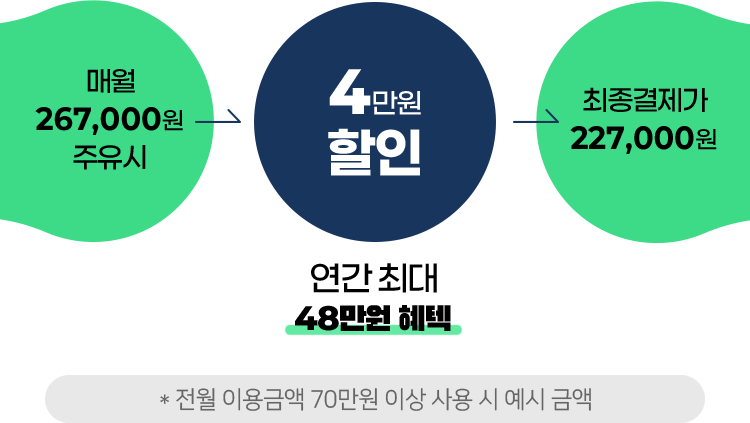 매월
267,000원
주유시
4만원
할인
최종결제가
227,000원
연간 최대
48만원 혜텍
* 전월 이용금액 70만원 이상 사용 시 예시 금액